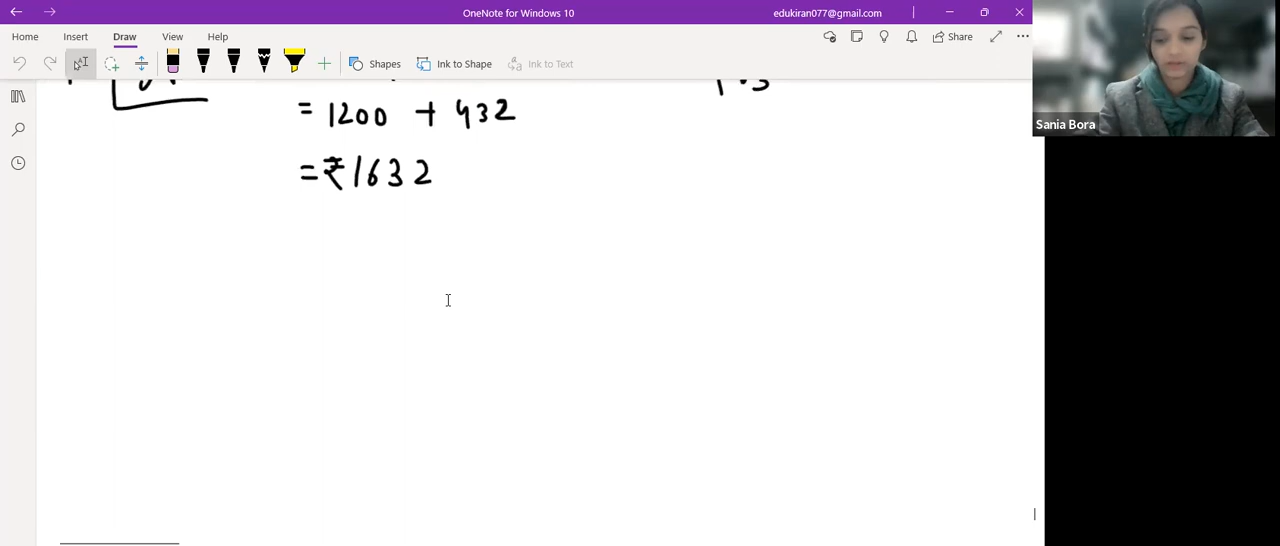 OneNote for Windows 10
edukiran077@gmail.com
Home Insert Draw View Help
Share
Shapes Ink to Shape Ink to Text
Sania Bora
= 1200 + 432
= ₹1632